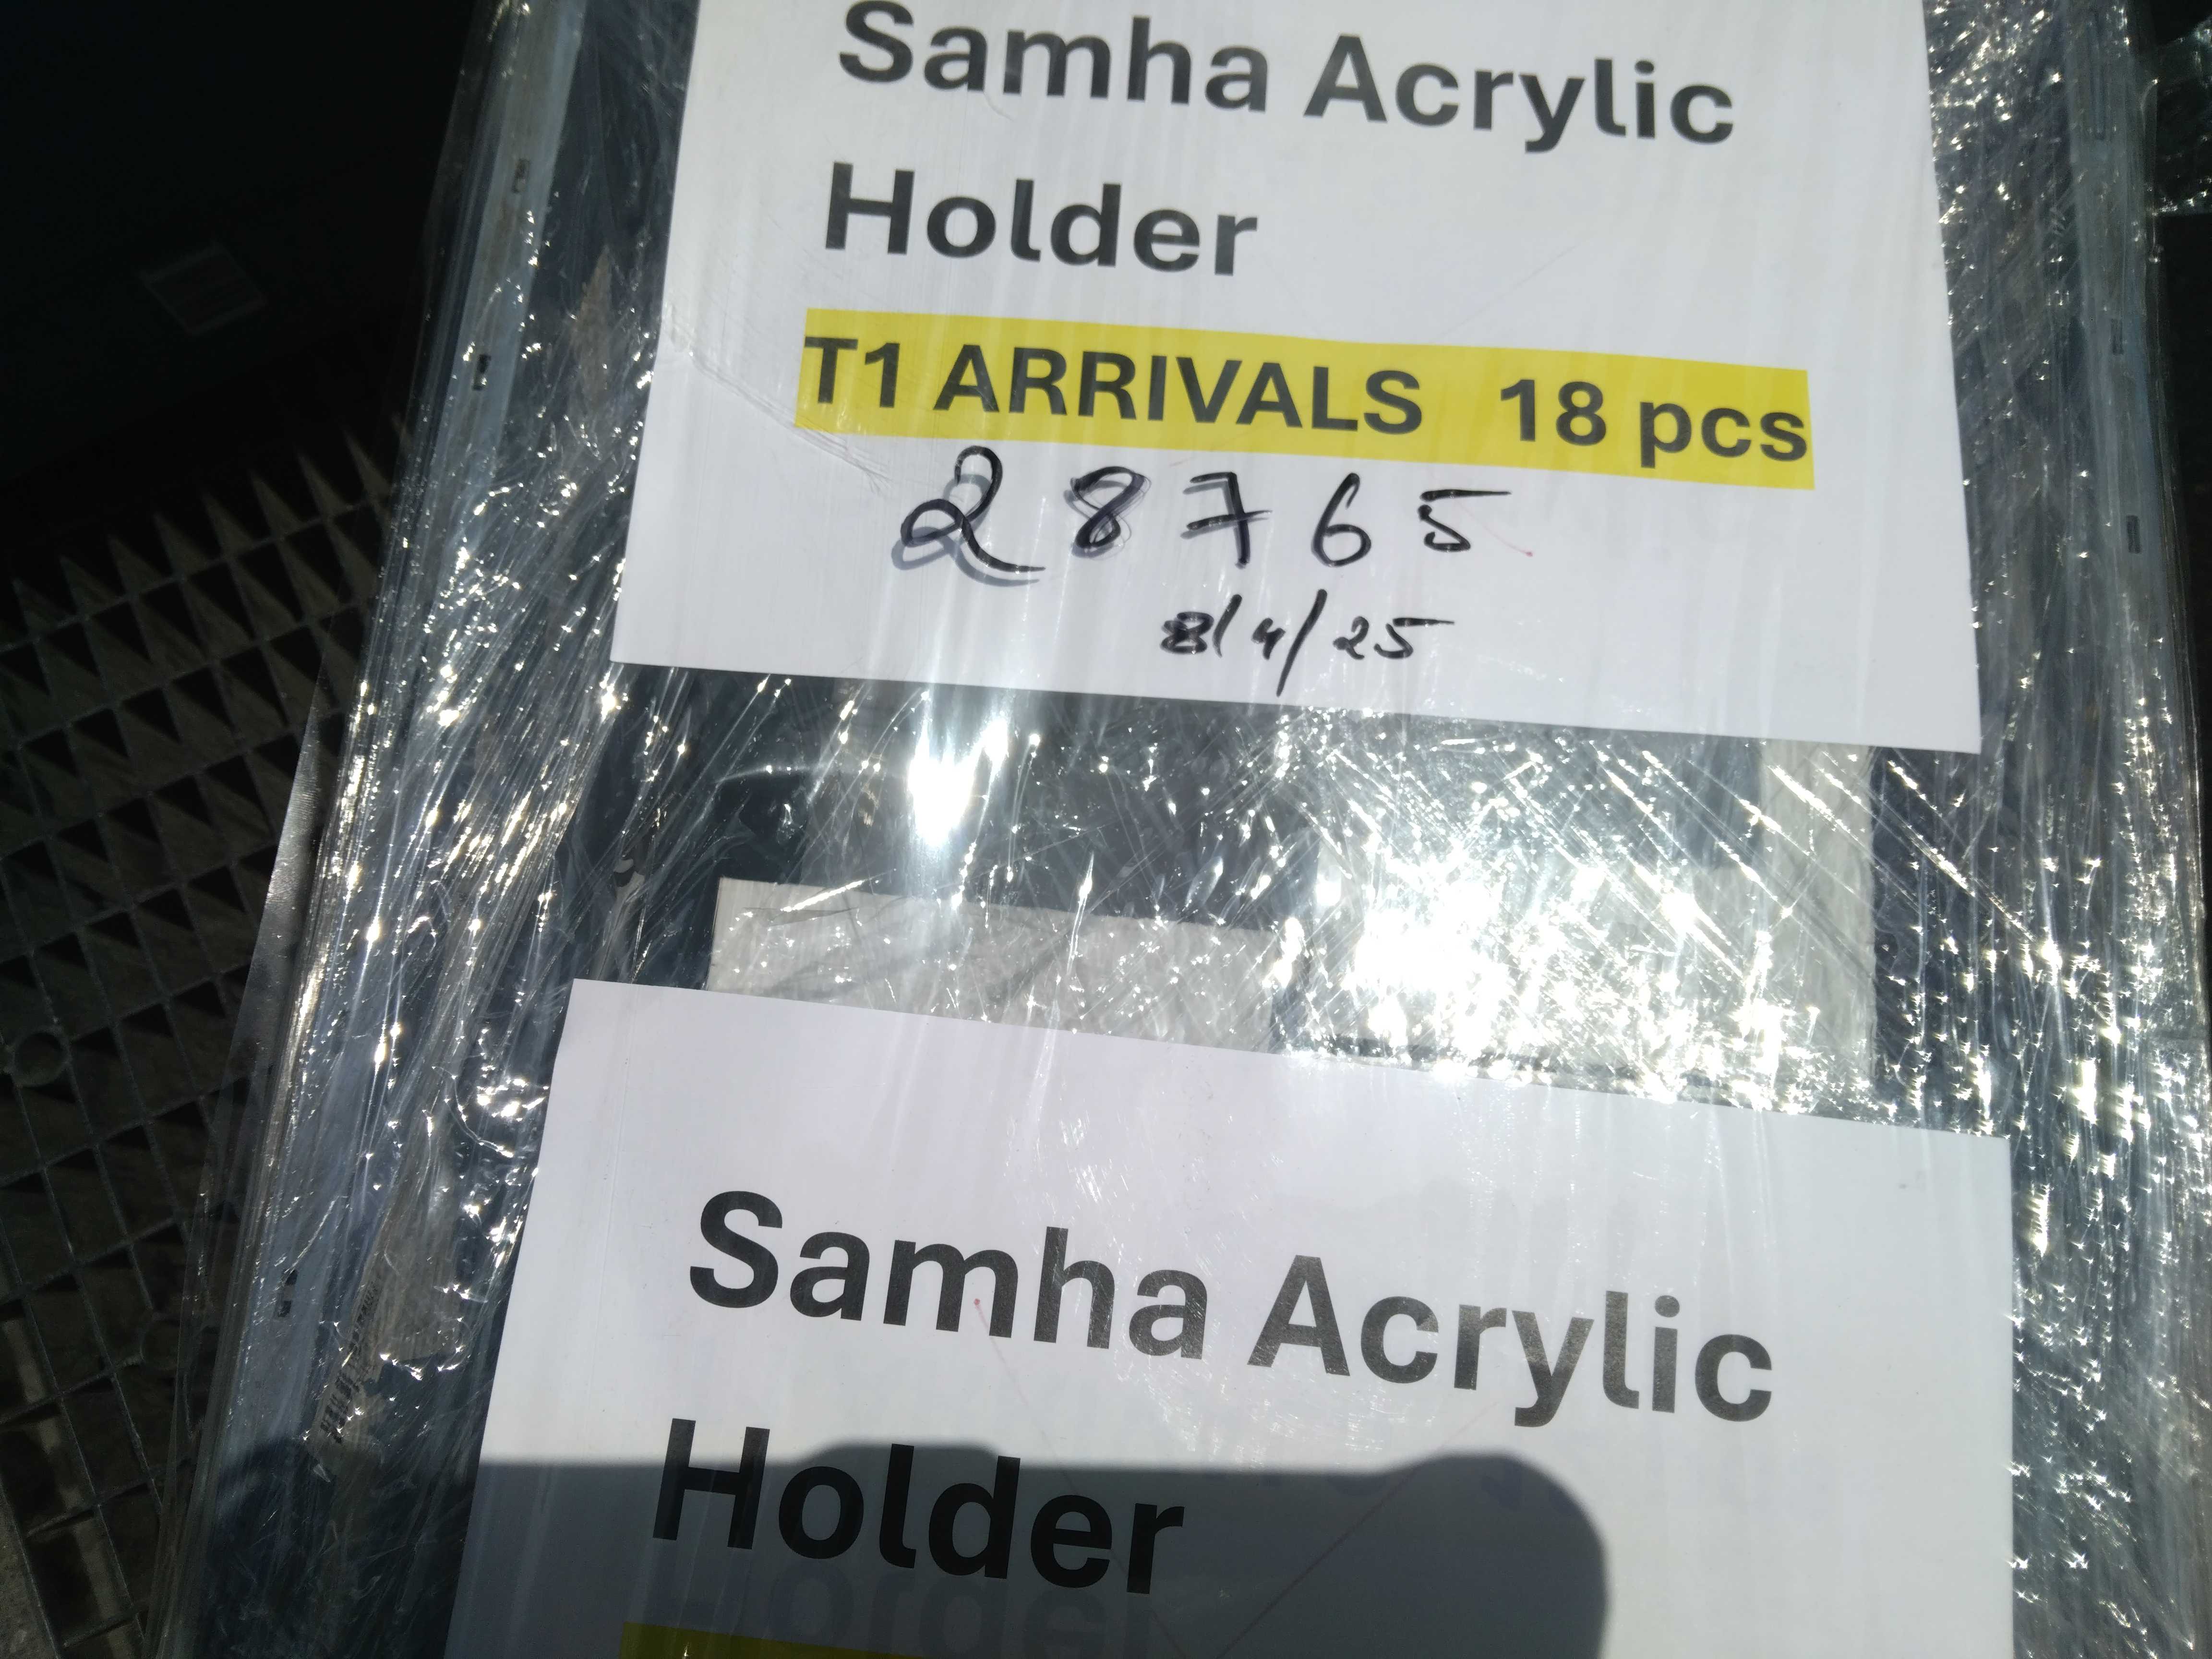 Samha Acrylic
Holder
T1 ARRIVALS 18 pcs
28765
8/4/25
Samha Acrylic
Holder